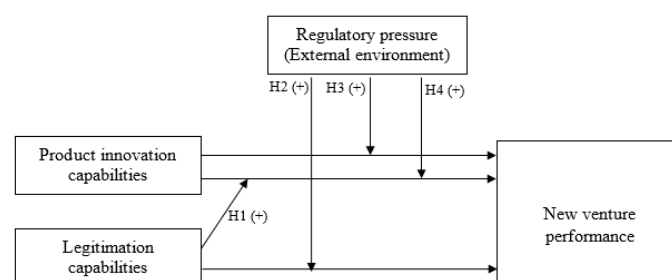 Regulatory pressure
(External environment)
H2 (+) H3 (+)
H4 (+)
Product innovation
capabilities
H1 (+)
New venture
performance
Legitimation
capabilities